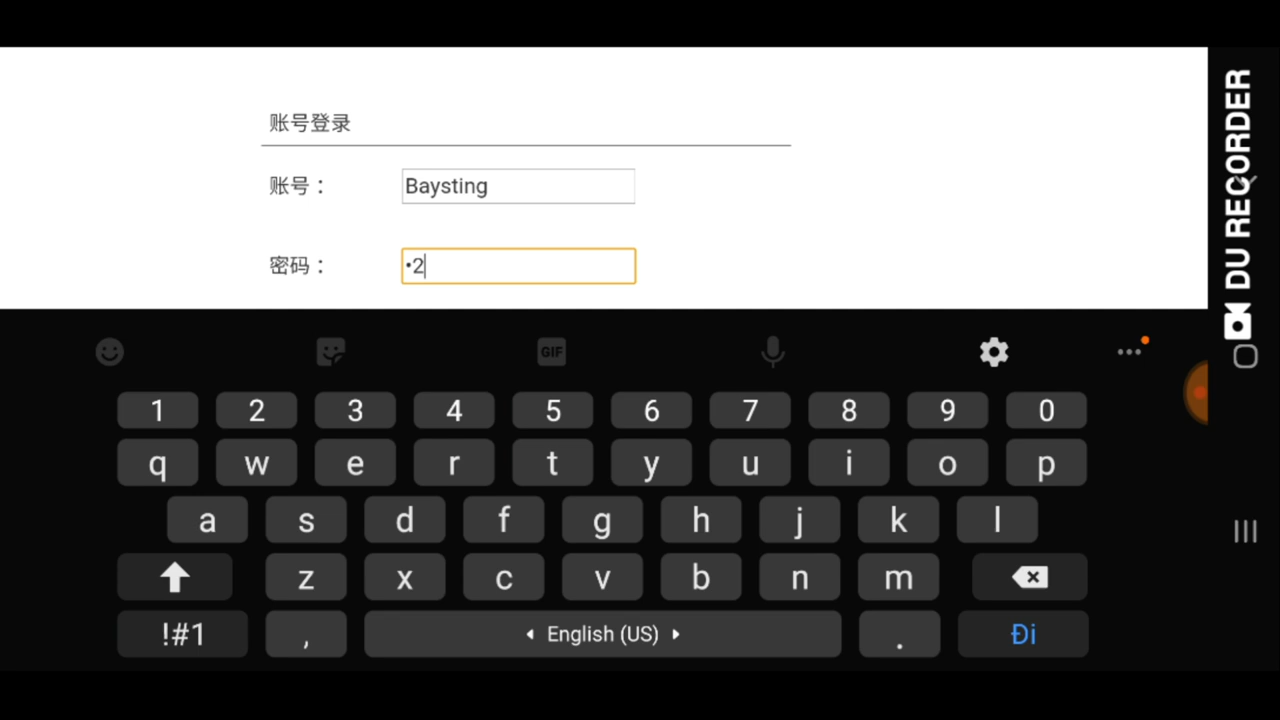 账号登录
账号：
Baysting
密码：
•2
DU RECORDER
GIF
1 2 3 4 5 6 7 8 9 0
q w e r t y u i o p
a s d f g h j k l
z x c v b n m
!#1 , English (US) . Đi